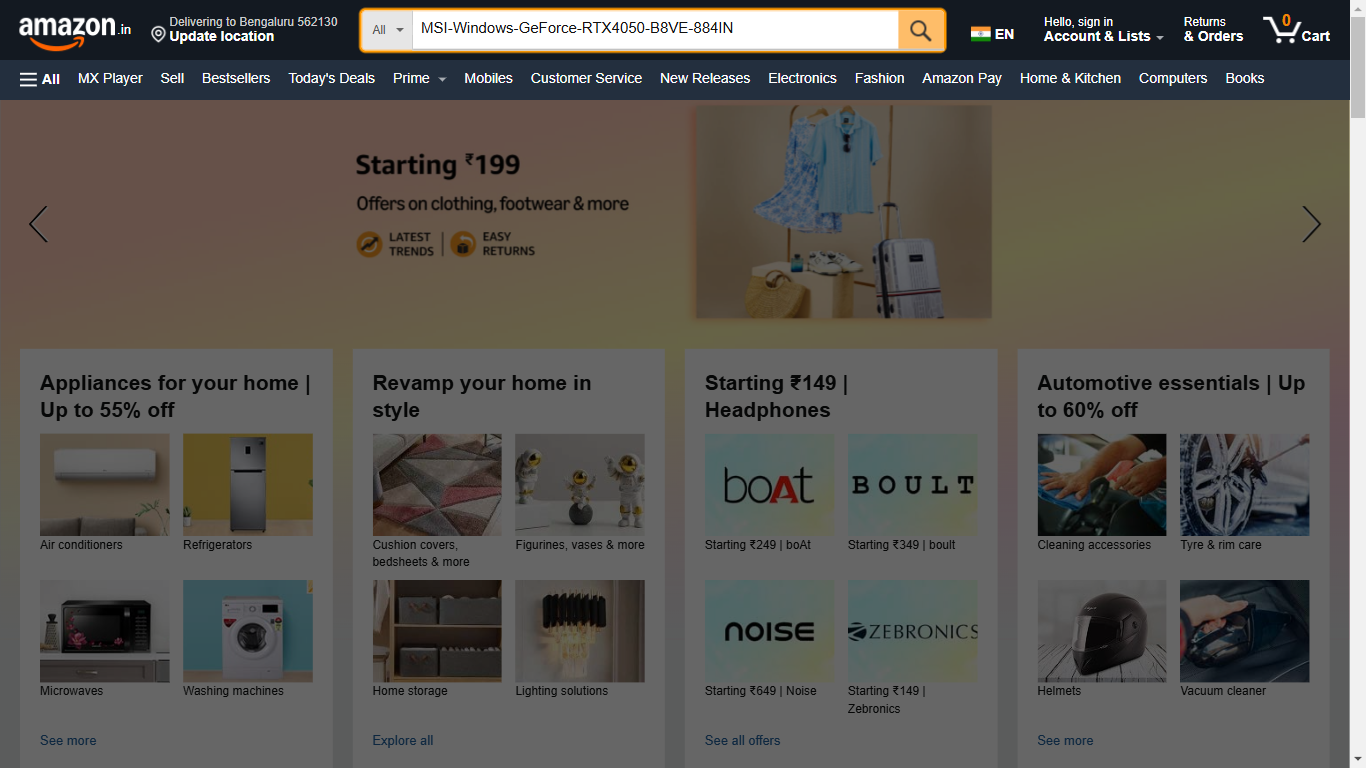 amazon.in
Delivering to Bengaluru 562130
Update location
All
MSI-Windows-GeForce-RTX4050-B8VE-884IN
EN
Hello, sign in
Account & Lists
Returns
& Orders
0
Cart
All MX Player Sell Bestsellers Today's Deals Prime Mobiles Customer Service New Releases Electronics Fashion Amazon Pay Home & Kitchen Computers Books
Starting ₹199
Offers on clothing, footwear & more
LATEST
TRENDS
EASY
RETURNS
Appliances for your home |
Up to 55% off
Air conditioners
Refrigerators
Microwaves
Washing machines
See more
Revamp your home in
style
Cushion covers,
bedsheets & more
Figurines, vases & more
Home storage
Lighting solutions
Explore all
Starting ₹149 |
Headphones
boAt
BOULT
Starting ₹249 | boAt
Starting ₹349 | boult
noise
ZEBRONICS
Starting ₹649 | Noise
Starting ₹149 |
Zebronics
See all offers
Automotive essentials | Up
to 60% off
Cleaning accessories
Tyre & rim care
Helmets
Vacuum cleaner
See more